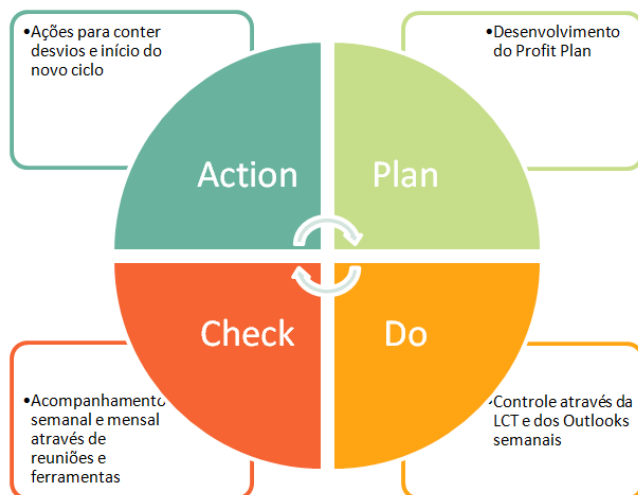 •Ações para conter
desvios e início do
novo ciclo
•Desenvolvimento
do Profit Plan
Action
Plan
Check
Do
•Acompanhamento
semanal e mensal
através de
reuniões e
ferramentas
•Controle através da
LCT e dos Outlooks
semanais